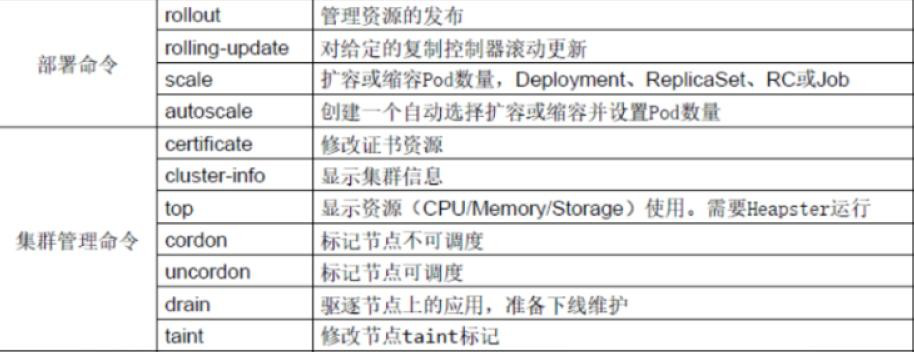 部署命令
rollout 管理资源的发布
rolling-update 对给定的复制控制器滚动更新
scale 扩容或缩容Pod数量，Deployment、ReplicaSet、RC或Job
autoscale 创建一个自动选择扩容或缩容并设置Pod数量
集群管理命令
certificate 修改证书资源
cluster-info 显示集群信息
top 显示资源（CPU/Memory/Storage）使用。需要Heapster运行
cordon 标记节点不可调度
uncordon 标记节点可调度
drain 驱逐节点上的应用，准备下线维护
taint 修改节点taint标记